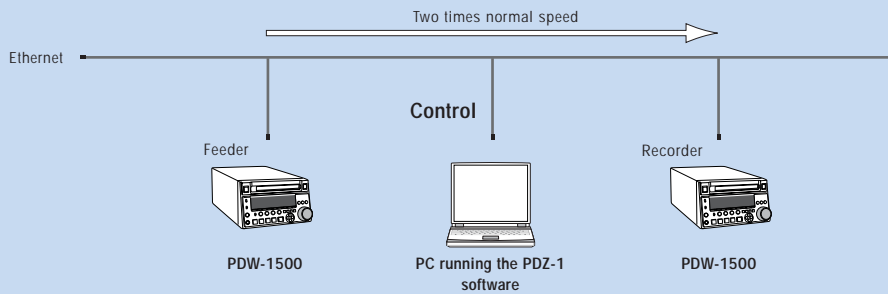 Two times normal speed
Ethernet
Control
Feeder
Recorder
PDW-1500
PC running the PDZ-1
software
PDW-1500